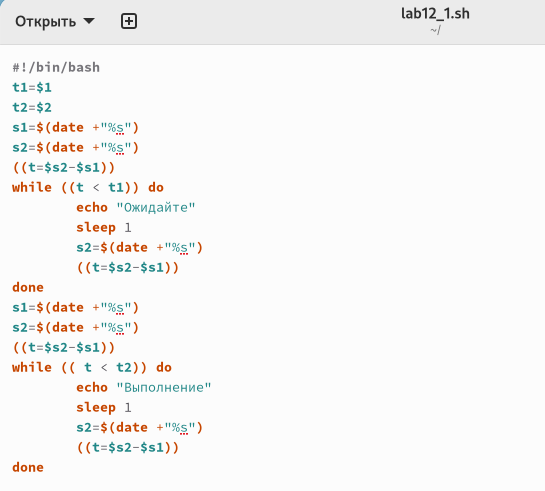 Открыть
lab12_1.sh
~/
#!/bin/bash
t1=$1
t2=$2
s1=$(date +"%s")
s2=$(date +"%s")
((t=$s2-$s1))
while ((t < t1)) do
        echo "Ожидайте"
        sleep 1
        s2=$(date +"%s")
        ((t=$s2-$s1))
done
s1=$(date +"%s")
s2=$(date +"%s")
((t=$s2-$s1))
while (( t < t2)) do
        echo "Выполнение"
        sleep 1
        s2=$(date +"%s")
        ((t=$s2-$s1))
done